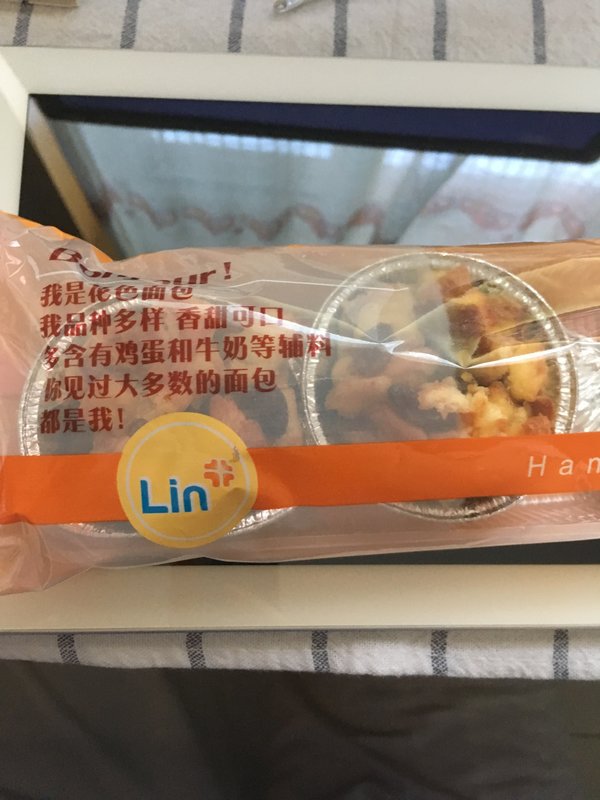 Bonjour!
我是花色面包
我品种多样 香甜可口
多含有鸡蛋和牛奶等辅料
你见过大多数的面包
都是我!
Lin
Han